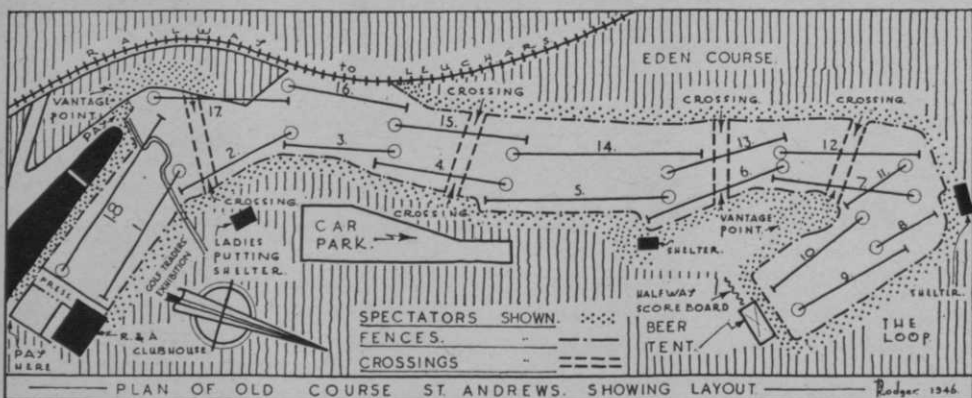 RAILWAY to LEUCHARS
EDEN COURSE.
VANTAGE
POINT.
PAY
16.
17.
CROSSING
CROSSING.
CROSSING.
15.
2.
3.
4.
14.
13.
12.
5.
6.
7.
11.
18
1
10
8
9
CROSSING.
CROSSING
LADIES
PUTTING
SHELTER.
GOLF TRADERS'
EXHIBITION
CAR
PARK.
SHELTER.
VANTAGE
POINT.
HALFWAY
SCORE BOARD
BEER
TENT.
SHELTER.
THE
LOOP.
PRESS
R. & A
CLUBHOUSE
PAY
HERE
SPECTATORS SHOWN.
FENCES. "
CROSSINGS "
PLAN OF OLD COURSE ST. ANDREWS. SHOWING LAYOUT
Rodger 1946.